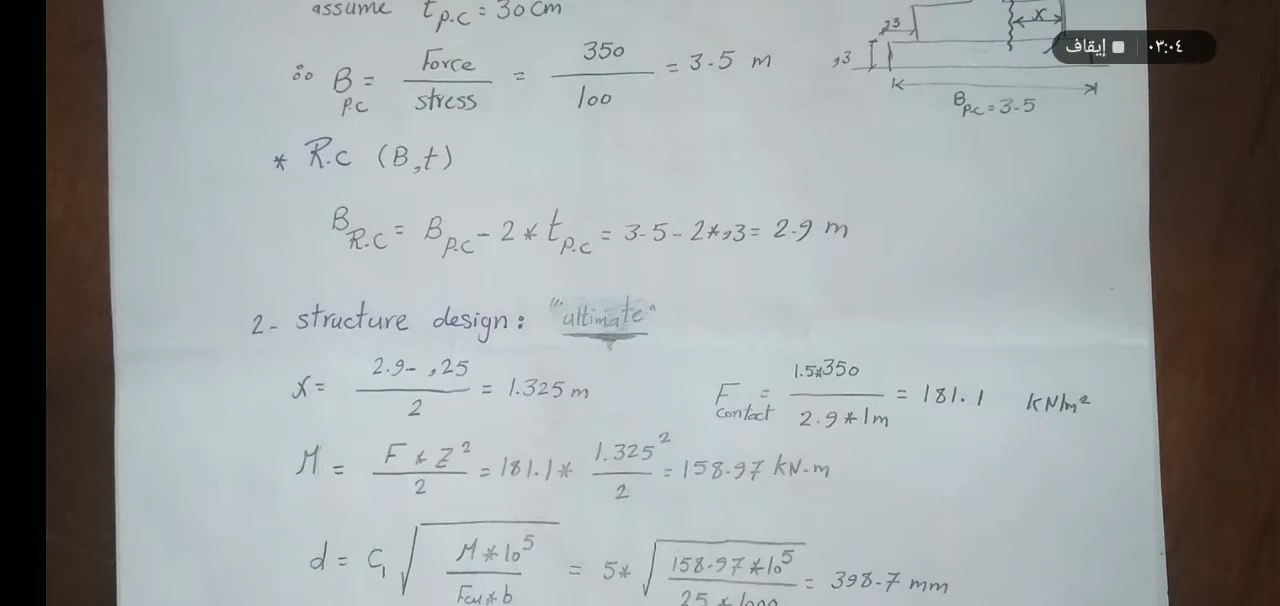 assume t P.C = 30 cm
∴ B P.C = Force / stress = 350 / 100 = 3.5 m
,3 x
,3
B P.C = 3-5
إيقاف ٠٣:٠٤
* R.C (B,t)
B R.C = B P.C - 2 * t P.C = 3-5 - 2*,3 = 2.9 m
2- structure design: "ultimate"
x = 2.9-,25 / 2 = 1.325 m
F contact = 1.5*350 / 2.9*1m = 181.1 KN/m²
M = F * Z² / 2 = 181.1 * 1.325² / 2 = 158.97 KN-m
d = C₁ √ M*10⁵ / Fcu*b = 5* √ 158.97*10⁵ / 25*1000 = 398-7 mm